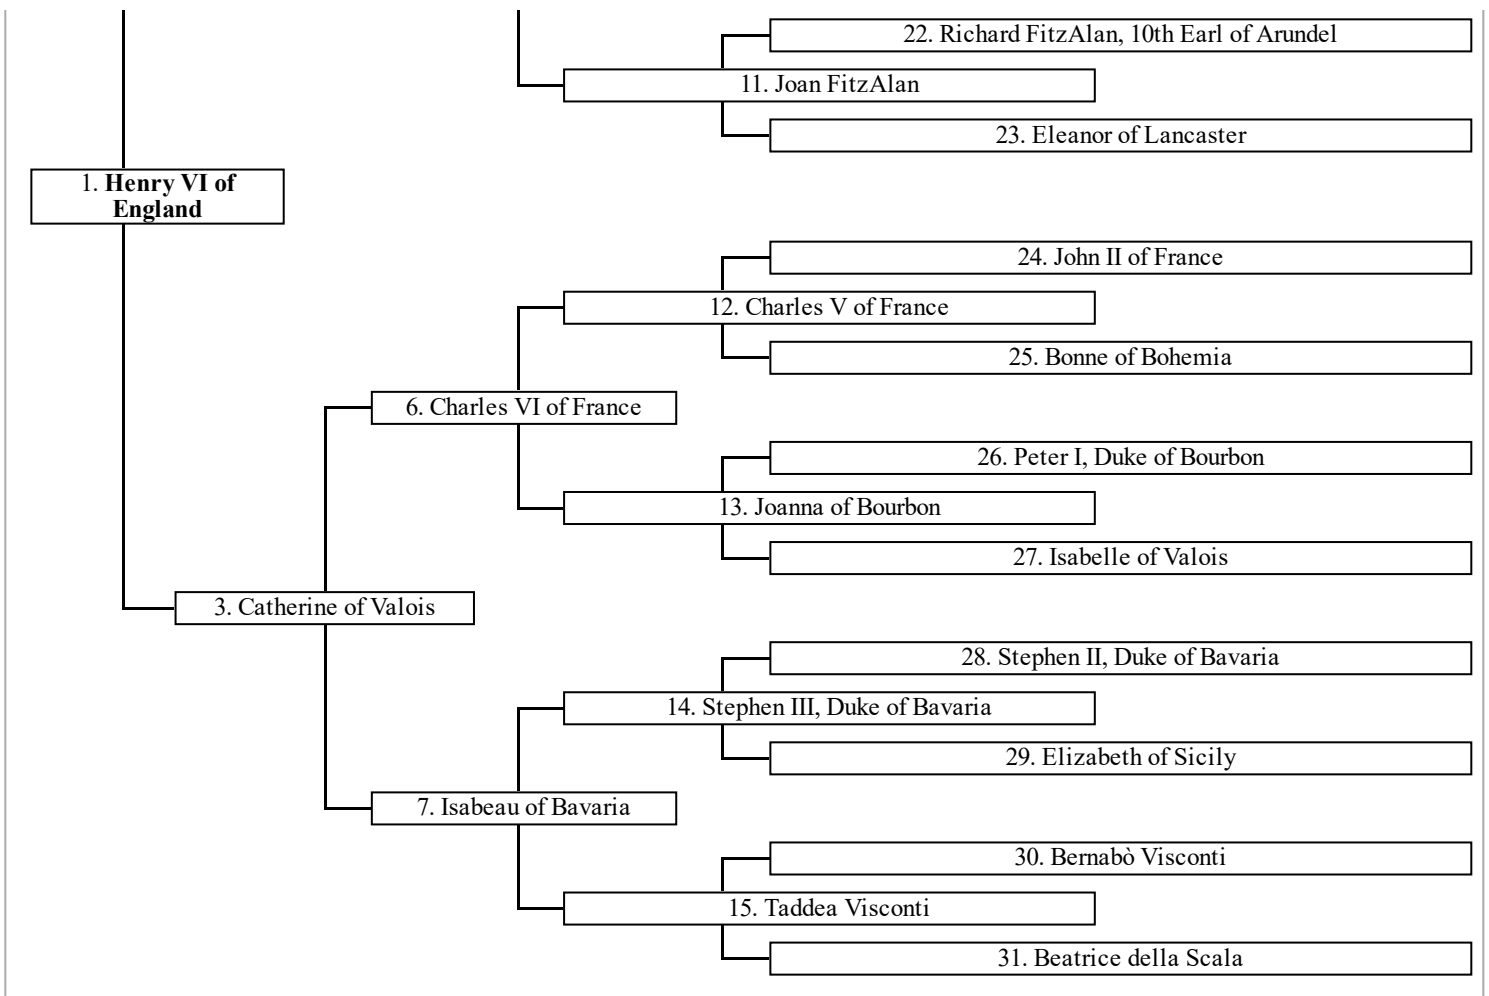 22. Richard FitzAlan, 10th Earl of Arundel
11. Joan FitzAlan
23. Eleanor of Lancaster
1. Henry VI of
England
24. John II of France
12. Charles V of France
25. Bonne of Bohemia
6. Charles VI of France
26. Peter I, Duke of Bourbon
13. Joanna of Bourbon
27. Isabelle of Valois
3. Catherine of Valois
28. Stephen II, Duke of Bavaria
14. Stephen III, Duke of Bavaria
29. Elizabeth of Sicily
7. Isabeau of Bavaria
30. Bernabò Visconti
15. Taddea Visconti
31. Beatrice della Scala